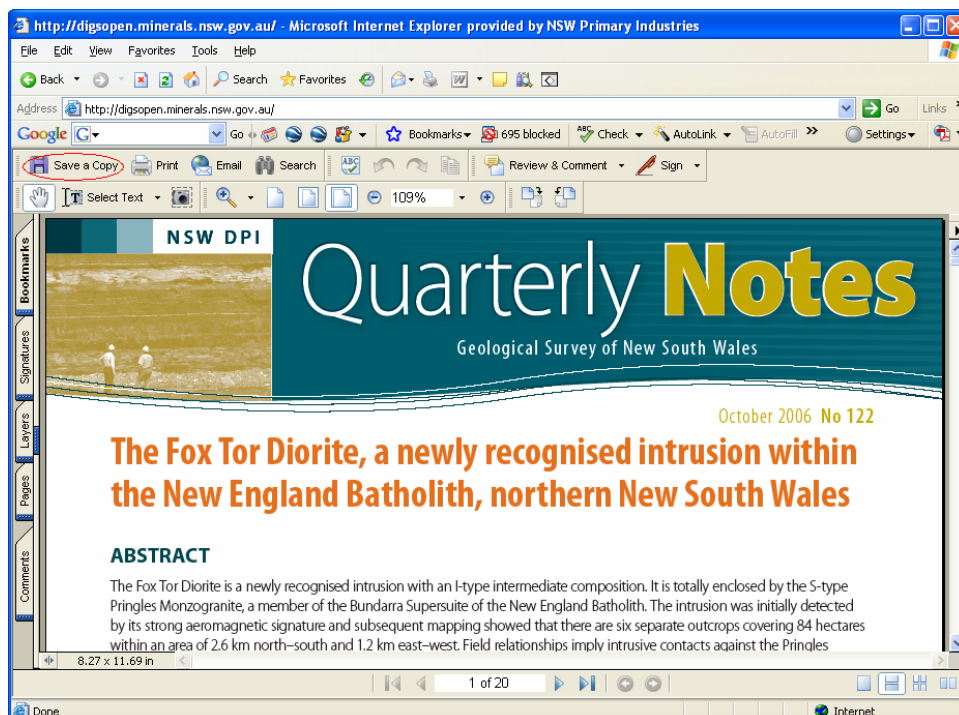 http://digsopen.minerals.nsw.gov.au/ - Microsoft Internet Explorer provided by NSW Primary Industries
File Edit View Favorites Tools Help
Back Search Favorites
Address http://digsopen.minerals.nsw.gov.au/ Go Links »
Google G Go Bookmarks 695 blocked ABC Check AutoLink AutoFill » Settings
Save a Copy Print Email Search ABC Review & Comment Sign
Select Text 109%
Bookmarks
Signatures
Layers
Pages
Comments
NSW DPI
Quarterly Notes
Geological Survey of New South Wales
October 2006 No 122
The Fox Tor Diorite, a newly recognised intrusion within
the New England Batholith, northern New South Wales
ABSTRACT
The Fox Tor Diorite is a newly recognised intrusion with an I-type intermediate composition. It is totally enclosed by the S-type
Pringles Monzogranite, a member of the Bundarra Supersuite of the New England Batholith. The intrusion was initially detected
by its strong aeromagnetic signature and subsequent mapping showed that there are six separate outcrops covering 84 hectares
within an area of 2.6 km north–south and 1.2 km east–west. Field relationships imply intrusive contacts against the Pringles
8.27 x 11.69 in
1 of 20
Done Internet